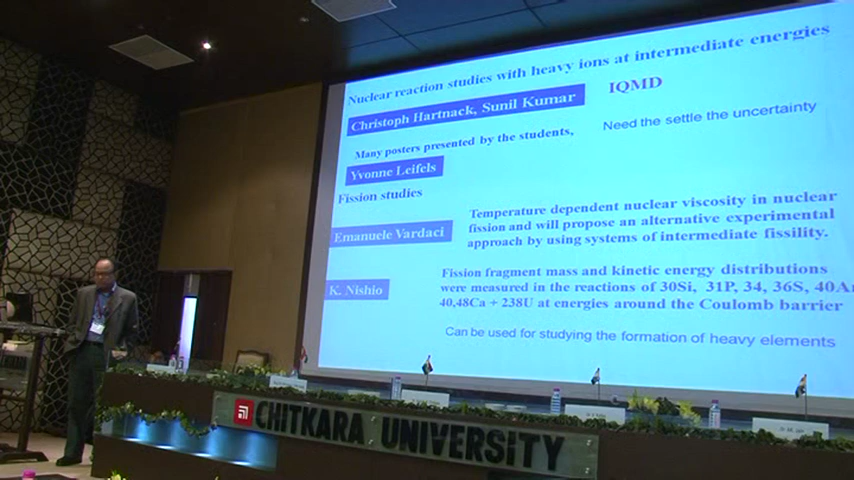 Nuclear reaction studies with heavy ions at intermediate energies
Christoph Hartnack, Sunil Kumar
IQMD
Many posters presented by the students,
Need the settle the uncertainty
Yvonne Leifels
Fission studies
Emanuele Vardaci
Temperature dependent nuclear viscosity in nuclear
fission and will propose an alternative experimental
approach by using systems of intermediate fissility.
K. Nishio
Fission fragment mass and kinetic energy distributions
were measured in the reactions of 30Si, 31P, 34, 36S, 40Ar
40,48Ca + 238U at energies around the Coulomb barrier
Can be used for studying the formation of heavy elements
CHITKARA UNIVERSITY